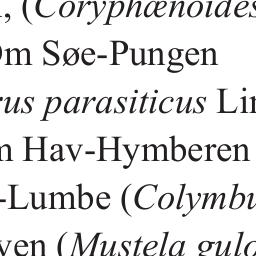 , (Coryphænoides
Om Søe-Pungen
rus parasiticus Lin
m Hav-Hymberen
-Lumbe (Colymbu
ven (Mustela gulo